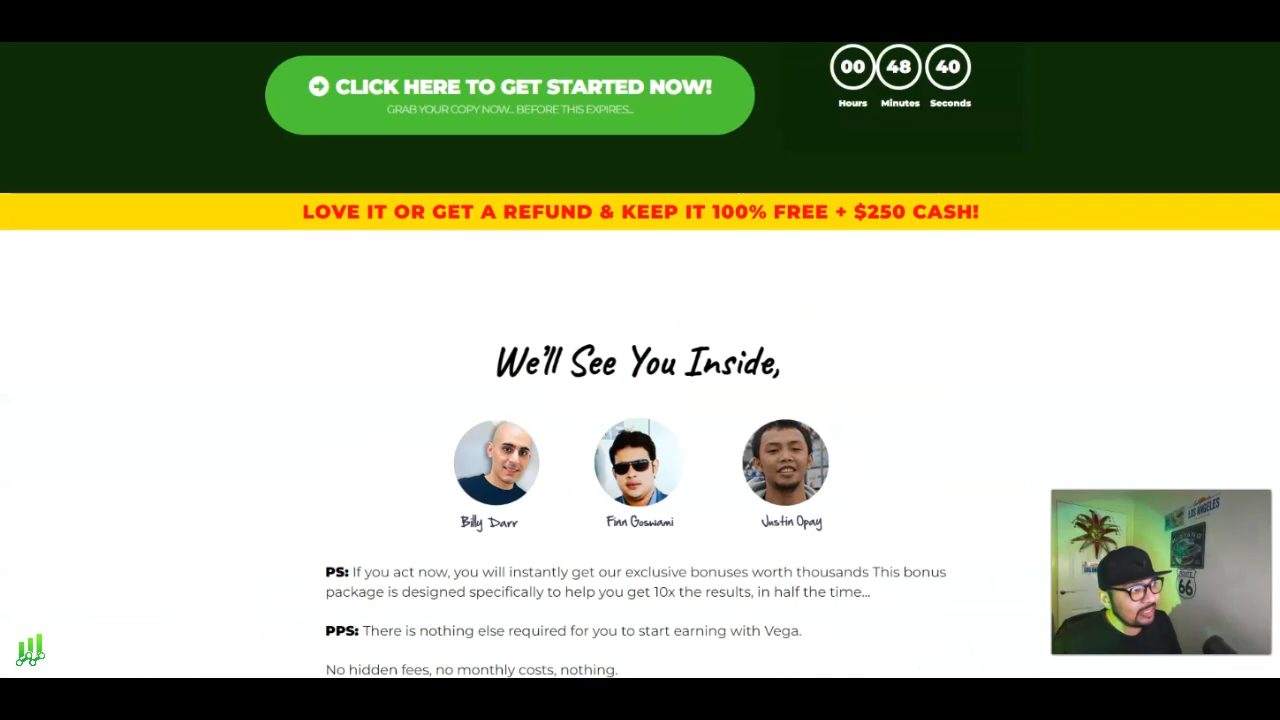 CLICK HERE TO GET STARTED NOW!
GRAB YOUR COPY NOW... BEFORE THIS EXPIRES...
00 48 40
Hours Minutes Seconds
LOVE IT OR GET A REFUND & KEEP IT 100% FREE + $250 CASH!
We'll See You Inside,
Billy Darr Finn Goswami Justin Opay
PS: If you act now, you will instantly get our exclusive bonuses worth thousands This bonus
package is designed specifically to help you get 10x the results, in half the time...
PPS: There is nothing else required for you to start earning with Vega.
No hidden fees, no monthly costs, nothing.
LOS ANGELES
ROUTE
66